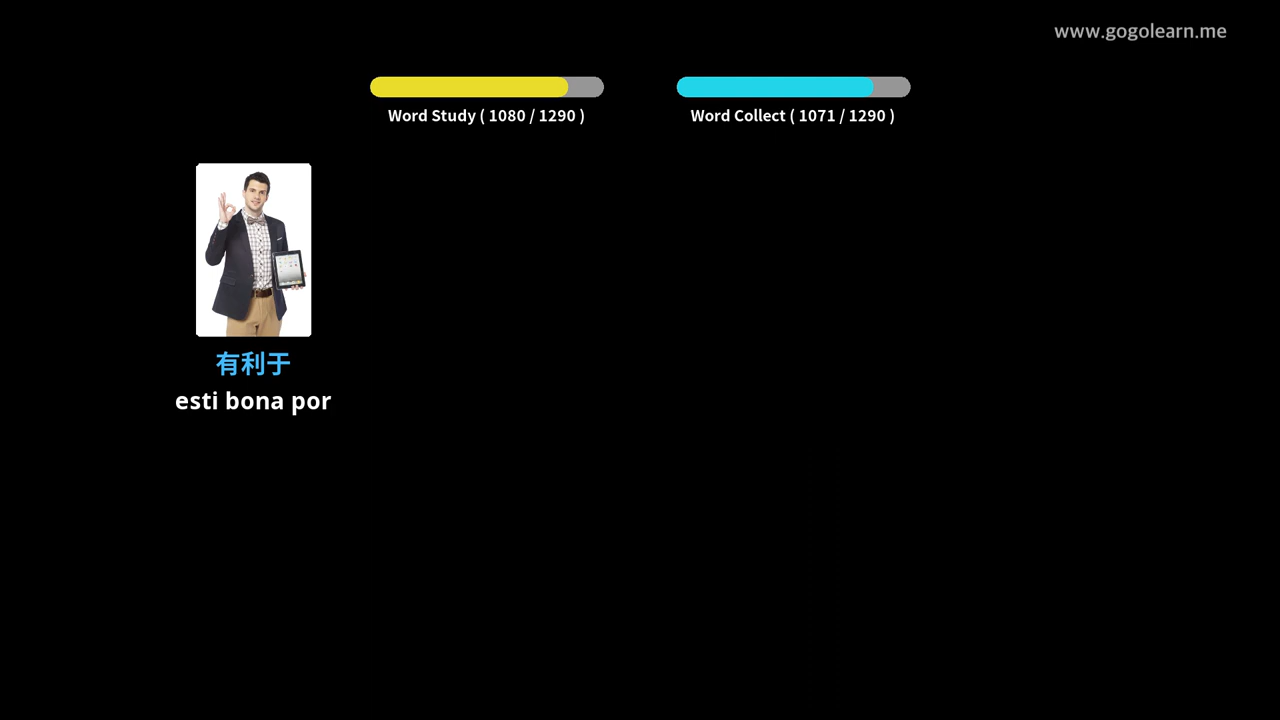 www.gogolearn.me
Word Study ( 1080 / 1290 )
Word Collect ( 1071 / 1290 )
有利于
esti bona por